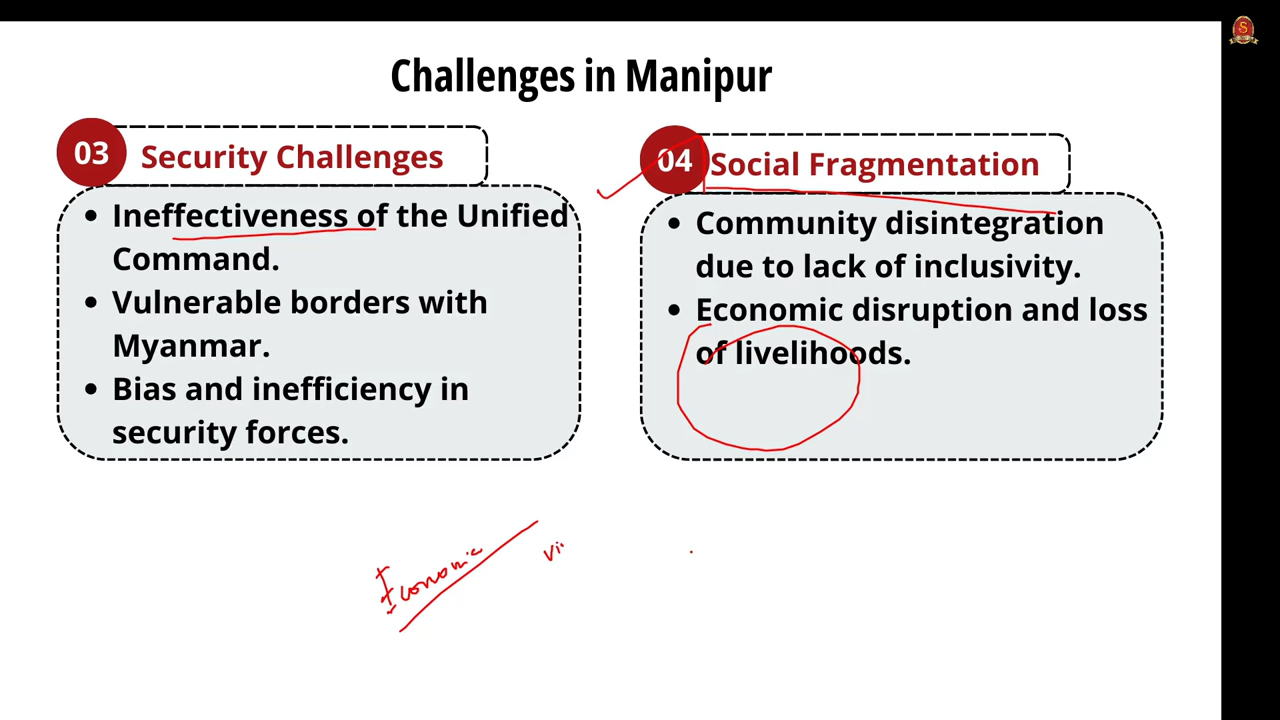 Challenges in Manipur
03
Security Challenges
• Ineffectiveness of the Unified
Command.
• Vulnerable borders with
Myanmar.
• Bias and inefficiency in
security forces.
04
Social Fragmentation
• Community disintegration
due to lack of inclusivity.
• Economic disruption and loss
of livelihoods.
Economic
vi
S